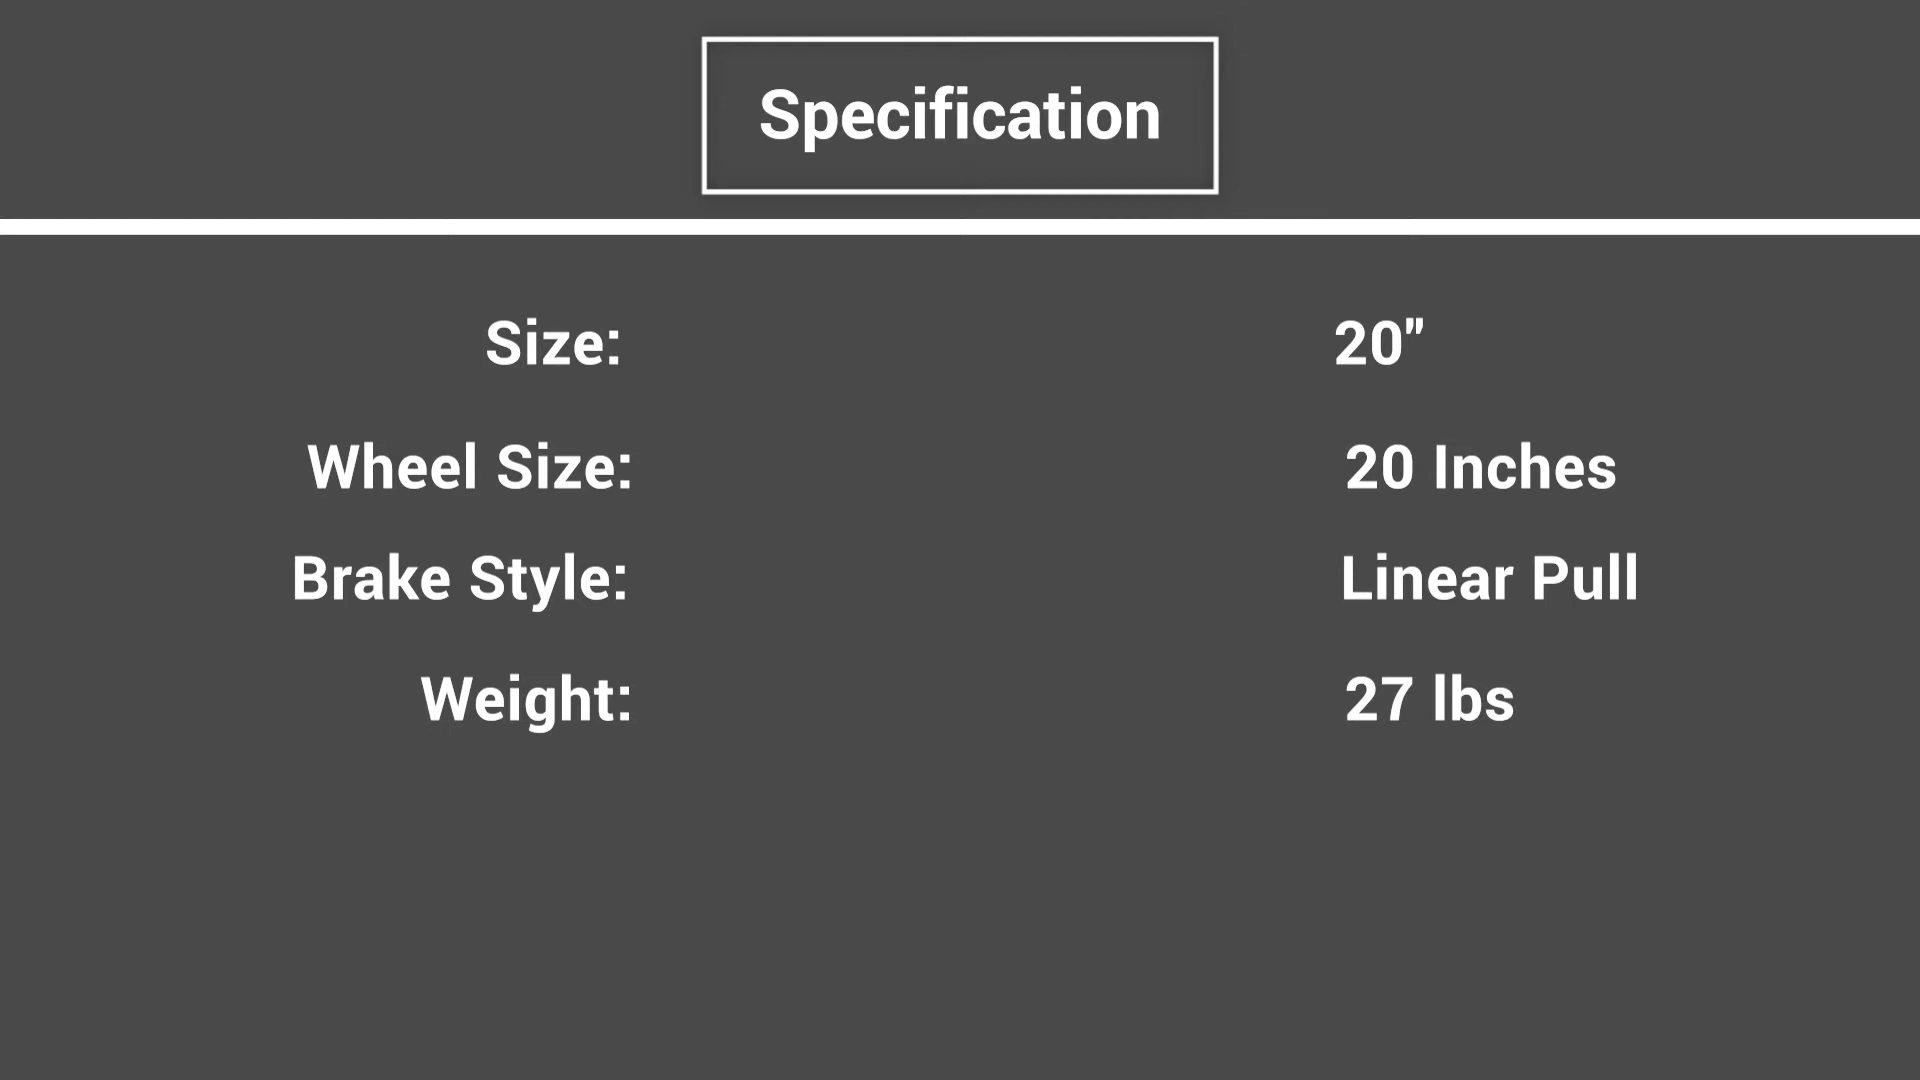 Specification
Size: 20"
Wheel Size: 20 Inches
Brake Style: Linear Pull
Weight: 27 lbs